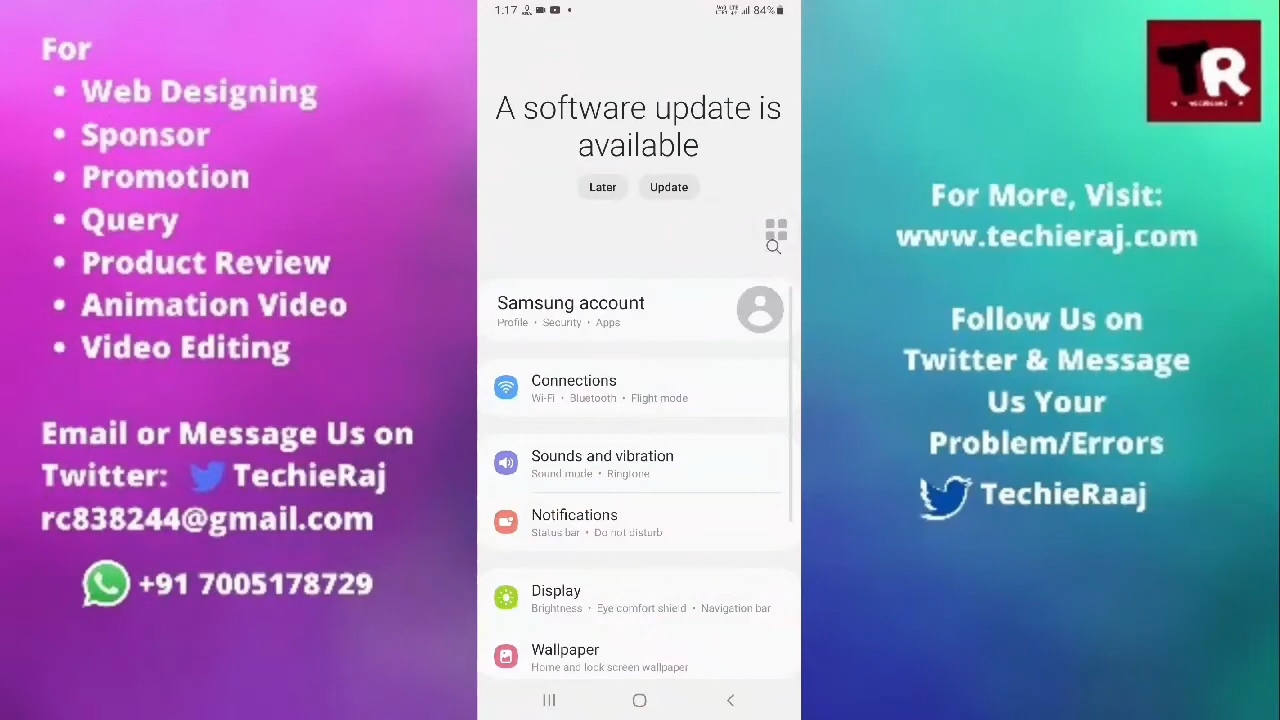 For
• Web Designing
• Sponsor
• Promotion
• Query
• Product Review
• Animation Video
• Video Editing
Email or Message Us on
Twitter: TechieRaj
rc838244@gmail.com
+91 7005178729
1:17
84%
A software update is
available
Later Update
Samsung account
Profile • Security • Apps
Connections
Wi-Fi • Bluetooth • Flight mode
Sounds and vibration
Sound mode • Ringtone
Notifications
Status bar • Do not disturb
Display
Brightness • Eye comfort shield • Navigation bar
Wallpaper
Home and lock screen wallpaper
TR
For More, Visit:
www.techieraj.com
Follow Us on
Twitter & Message
Us Your
Problem/Errors
TechieRaaj